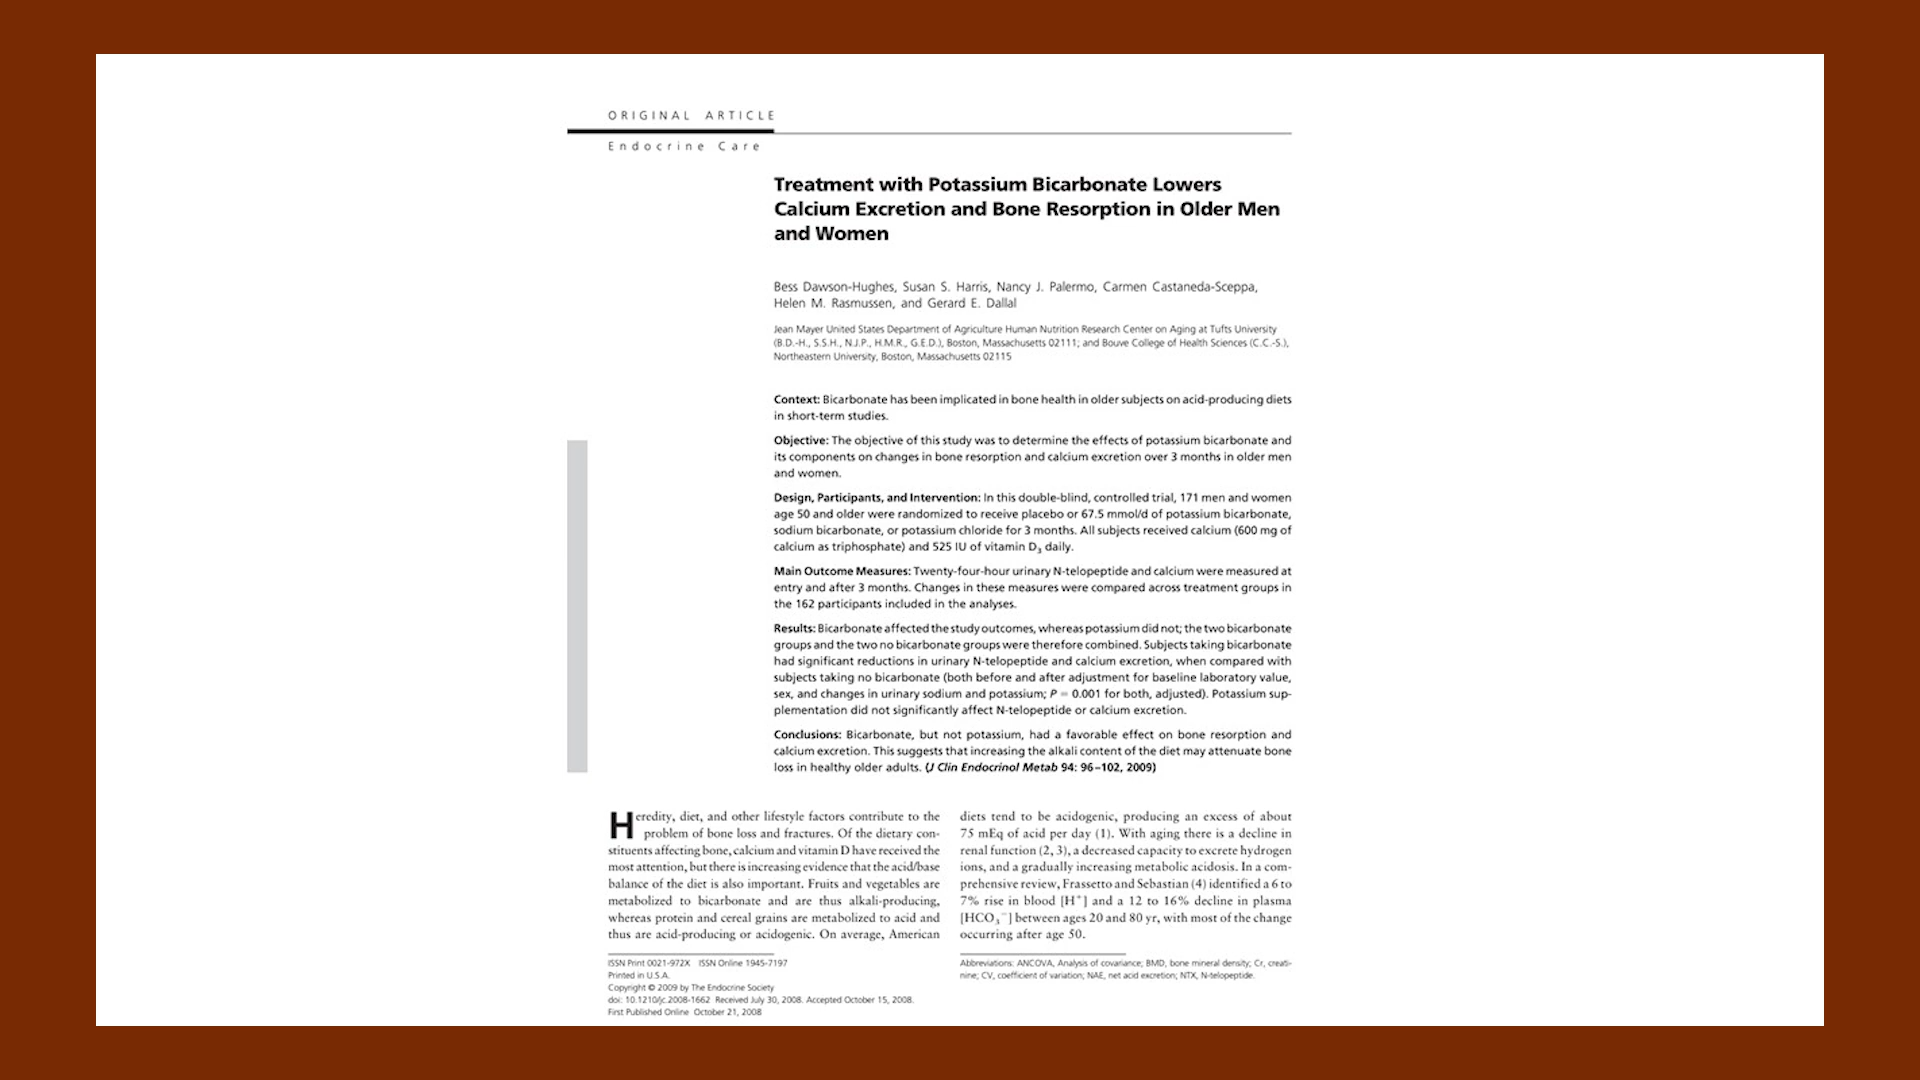 ORIGINAL ARTICLE
Endocrine Care
Treatment with Potassium Bicarbonate Lowers
Calcium Excretion and Bone Resorption in Older Men
and Women
Bess Dawson-Hughes, Susan S. Harris, Nancy J. Palermo, Carmen Castaneda-Sceppa,
Helen M. Rasmussen, and Gerard E. Dallal
Jean Mayer United States Department of Agriculture Human Nutrition Research Center on Aging at Tufts University
(B.D.-H., S.S.H., N.J.P., H.M.R., G.E.D.), Boston, Massachusetts 02111; and Bouve College of Health Sciences (C.C.-S.),
Northeastern University, Boston, Massachusetts 02115
Context: Bicarbonate has been implicated in bone health in older subjects on acid-producing diets
in short-term studies.
Objective: The objective of this study was to determine the effects of potassium bicarbonate and
its components on changes in bone resorption and calcium excretion over 3 months in older men
and women.
Design, Participants, and Intervention: In this double-blind, controlled trial, 171 men and women
age 50 and older were randomized to receive placebo or 67.5 mmol/d of potassium bicarbonate,
sodium bicarbonate, or potassium chloride for 3 months. All subjects received calcium (600 mg of
calcium as triphosphate) and 525 IU of vitamin D₃ daily.
Main Outcome Measures: Twenty-four-hour urinary N-telopeptide and calcium were measured at
entry and after 3 months. Changes in these measures were compared across treatment groups in
the 162 participants included in the analyses.
Results: Bicarbonate affected the study outcomes, whereas potassium did not; the two bicarbonate
groups and the two no bicarbonate groups were therefore combined. Subjects taking bicarbonate
had significant reductions in urinary N-telopeptide and calcium excretion, when compared with
subjects taking no bicarbonate (both before and after adjustment for baseline laboratory value,
sex, and changes in urinary sodium and potassium; P = 0.001 for both, adjusted). Potassium sup-
plementation did not significantly affect N-telopeptide or calcium excretion.
Conclusions: Bicarbonate, but not potassium, had a favorable effect on bone resorption and
calcium excretion. This suggests that increasing the alkali content of the diet may attenuate bone
loss in healthy older adults. (J Clin Endocrinol Metab 94: 96–102, 2009)
Heredity, diet, and other lifestyle factors contribute to the
problem of bone loss and fractures. Of the dietary con-
stituents affecting bone, calcium and vitamin D have received the
most attention, but there is increasing evidence that the acid/base
balance of the diet is also important. Fruits and vegetables are
metabolized to bicarbonate and are thus alkali-producing,
whereas protein and cereal grains are metabolized to acid and
thus are acid-producing or acidogenic. On average, American
diets tend to be acidogenic, producing an excess of about
75 mEq of acid per day (1). With aging there is a decline in
renal function (2, 3), a decreased capacity to excrete hydrogen
ions, and a gradually increasing metabolic acidosis. In a com-
prehensive review, Frassetto and Sebastian (4) identified a 6 to
7% rise in blood [H⁺] and a 12 to 16% decline in plasma
[HCO₃⁻] between ages 20 and 80 yr, with most of the change
occurring after age 50.
ISSN Print 0021-972X ISSN Online 1945-7197
Printed in U.S.A.
Copyright © 2009 by The Endocrine Society
doi: 10.1210/jc.2008-1662 Received July 30, 2008. Accepted October 15, 2008.
First Published Online October 21, 2008
Abbreviations: ANCOVA, Analysis of covariance; BMD, bone mineral density; Cr, creati-
nine; CV, coefficient of variation; NAE, net acid excretion; NTX, N-telopeptide.